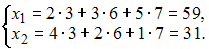 x₁ = 2·3 + 3·6 + 5·7 = 59,
x₂ = 4·3 + 2·6 + 1·7 = 31.